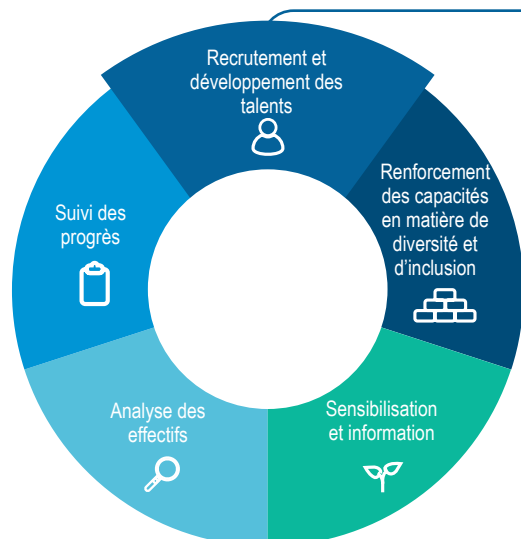 Recrutement et
développement des
talents
Renforcement
des capacités
en matière de
diversité et
d’inclusion
Sensibilisation
et information
Analyse des
effectifs
Suivi des
progrès